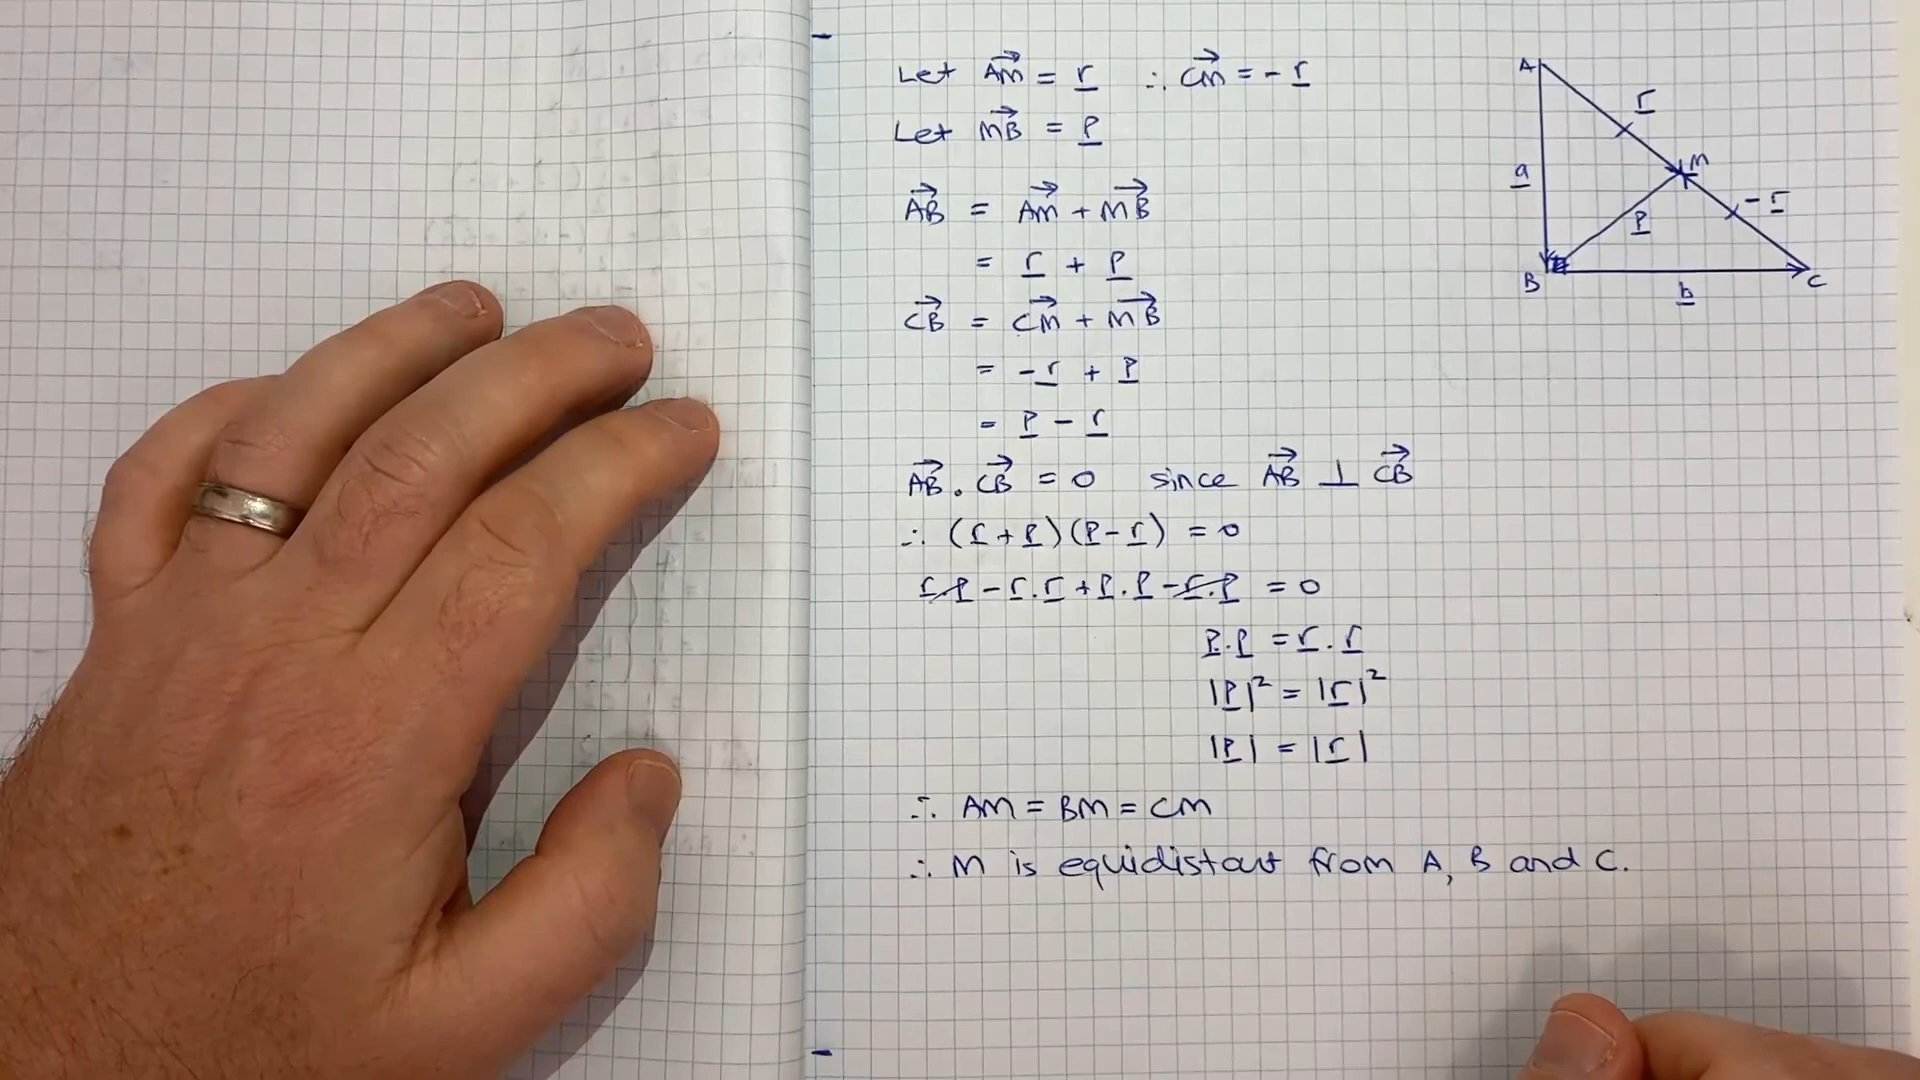 Let AM⃗ = r ∴ CM⃗ = - r
Let MB⃗ = p
AB⃗ = AM⃗ + MB⃗
= r + p
CB⃗ = CM⃗ + MB⃗
= -r + p
= p - r
AB⃗ . CB⃗ = 0 since AB⃗ ⊥ CB⃗
∴ (r + p)(p - r) = 0
r.p - r.r + p.p - r.p = 0
p.p = r.r
|p|² = |r|²
|p| = |r|
∴ AM = BM = CM
∴ M is equidistant from A, B and C.
A
r
M
a
-r
p
B
C
b